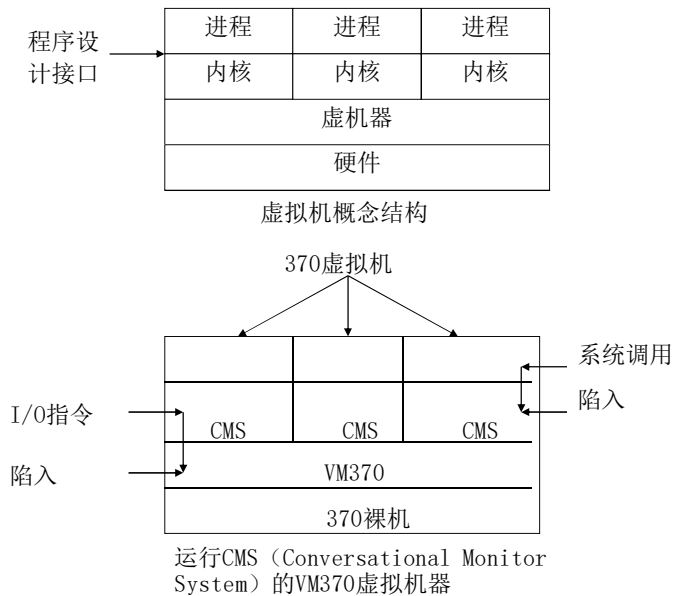 进程 进程 进程
程序设
计接口
内核 内核 内核
虚机器
硬件
虚拟机概念结构
370虚拟机
系统调用
I/O指令
陷入
CMS CMS CMS
陷入
VM370
370裸机
运行CMS（Conversational Monitor
System）的VM370虚拟机器